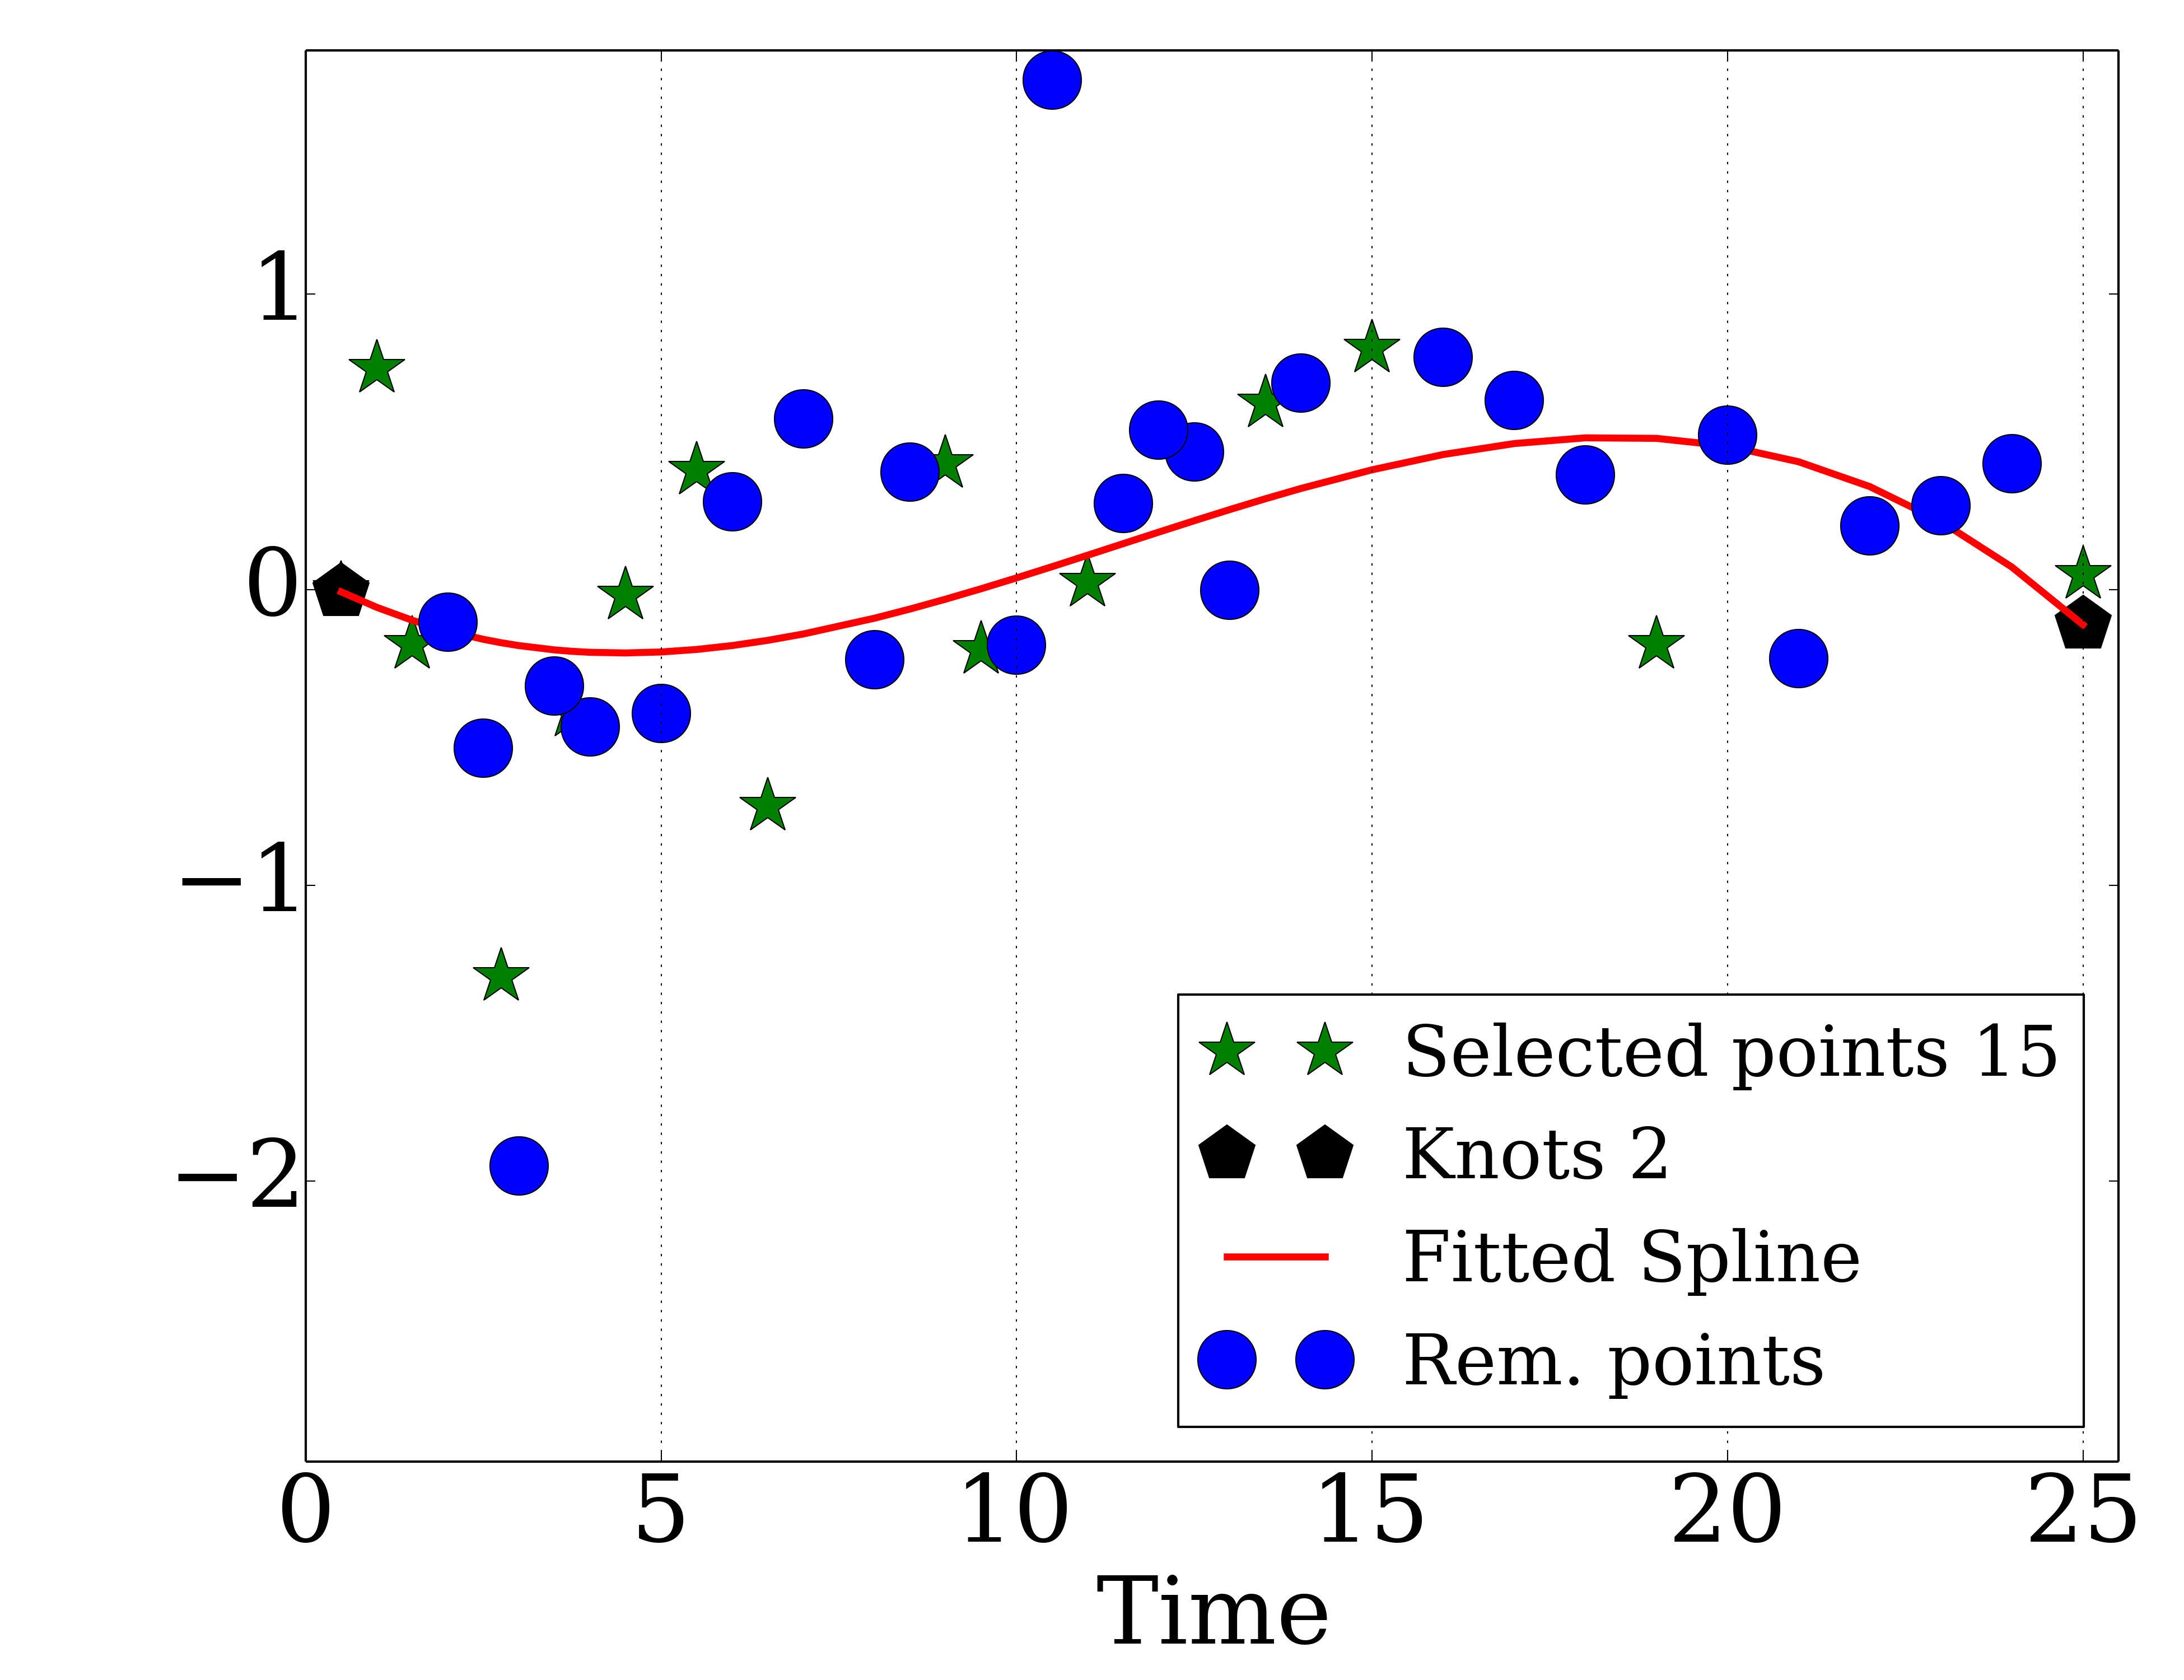 1
0
−1
−2
Selected points 15
Knots 2
Fitted Spline
Rem. points
0 5 10 15 20 25
Time